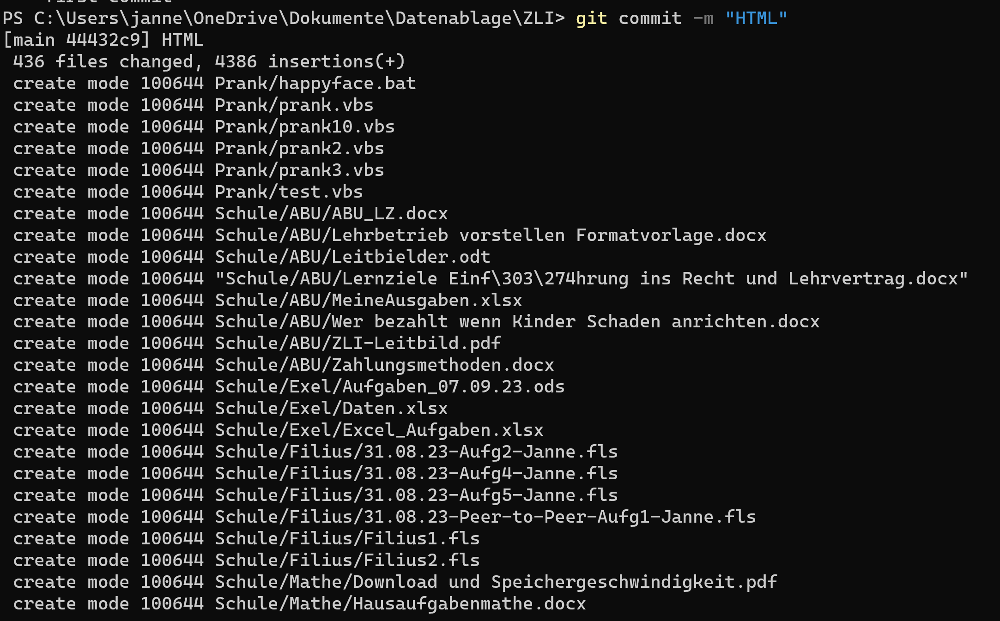 first commit
PS C:\Users\janne\OneDrive\Dokumente\Datenablage\ZLI> git commit -m "HTML"
[main 44432c9] HTML
 436 files changed, 4386 insertions(+)
 create mode 100644 Prank/happyface.bat
 create mode 100644 Prank/prank.vbs
 create mode 100644 Prank/prank10.vbs
 create mode 100644 Prank/prank2.vbs
 create mode 100644 Prank/prank3.vbs
 create mode 100644 Prank/test.vbs
 create mode 100644 Schule/ABU/ABU_LZ.docx
 create mode 100644 Schule/ABU/Lehrbetrieb vorstellen Formatvorlage.docx
 create mode 100644 Schule/ABU/Leitbielder.odt
 create mode 100644 "Schule/ABU/Lernziele Einf\303\274hrung ins Recht und Lehrvertrag.docx"
 create mode 100644 Schule/ABU/MeineAusgaben.xlsx
 create mode 100644 Schule/ABU/Wer bezahlt wenn Kinder Schaden anrichten.docx
 create mode 100644 Schule/ABU/ZLI-Leitbild.pdf
 create mode 100644 Schule/ABU/Zahlungsmethoden.docx
 create mode 100644 Schule/Exel/Aufgaben_07.09.23.ods
 create mode 100644 Schule/Exel/Daten.xlsx
 create mode 100644 Schule/Exel/Excel_Aufgaben.xlsx
 create mode 100644 Schule/Filius/31.08.23-Aufg2-Janne.fls
 create mode 100644 Schule/Filius/31.08.23-Aufg4-Janne.fls
 create mode 100644 Schule/Filius/31.08.23-Aufg5-Janne.fls
 create mode 100644 Schule/Filius/31.08.23-Peer-to-Peer-Aufg1-Janne.fls
 create mode 100644 Schule/Filius/Filius1.fls
 create mode 100644 Schule/Filius/Filius2.fls
 create mode 100644 Schule/Mathe/Download und Speichergeschwindigkeit.pdf
 create mode 100644 Schule/Mathe/Hausaufgabenmathe.docx